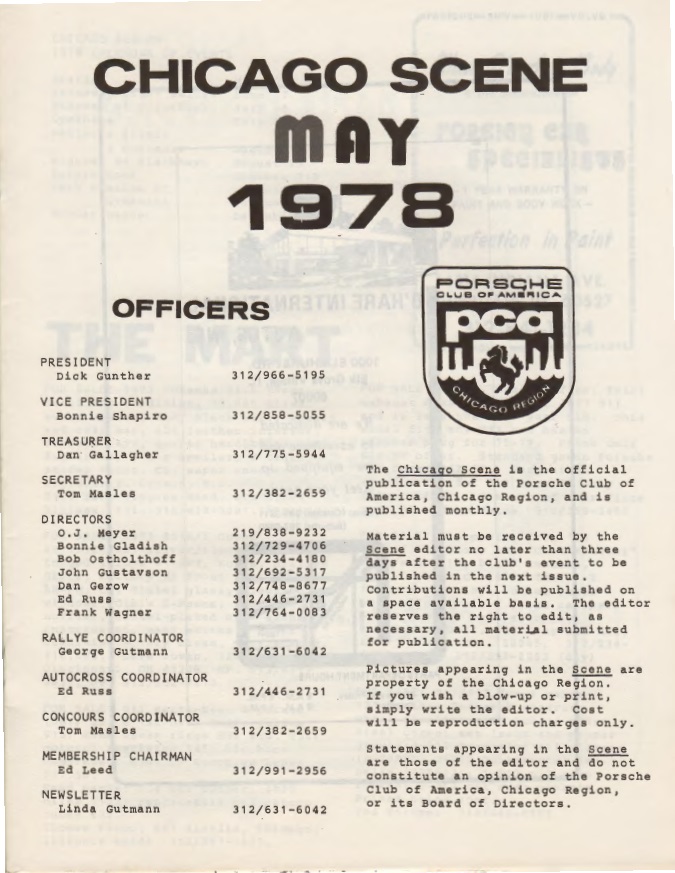 CHICAGO SCENE
MAY
1978
OFFICERS
PRESIDENT
Dick Gunther 312/966-5195
VICE PRESIDENT
Bonnie Shapiro 312/858-5055
TREASURER
Dan Gallagher 312/775-5944
SECRETARY
Tom Masles 312/382-2659
DIRECTORS
O.J. Meyer 219/838-9232
Bonnie Gladish 312/729-4706
Bob Ostholthoff 312/234-4180
John Gustavson 312/692-5317
Dan Gerow 312/748-8677
Ed Russ 312/446-2731
Frank Wagner 312/764-0083
RALLYE COORDINATOR
George Gutmann 312/631-6042
AUTOCROSS COORDINATOR
Ed Russ 312/446-2731
CONCOURS COORDINATOR
Tom Masles 312/382-2659
MEMBERSHIP CHAIRMAN
Ed Leed 312/991-2956
NEWSLETTER
Linda Gutmann 312/631-6042
PORSCHE
CLUB OF AMERICA
pca
CHICAGO REGION
The Chicago Scene is the official
publication of the Porsche Club of
America, Chicago Region, and is
published monthly.
Material must be received by the
Scene editor no later than three
days after the club's event to be
published in the next issue.
Contributions will be published on
a space available basis. The editor
reserves the right to edit, as
necessary, all material submitted
for publication.
Pictures appearing in the Scene are
property of the Chicago Region.
If you wish a blow-up or print,
simply write the editor. Cost
will be reproduction charges only.
Statements appearing in the Scene
are those of the editor and do not
constitute an opinion of the Porsche
Club of America, Chicago Region,
or its Board of Directors.